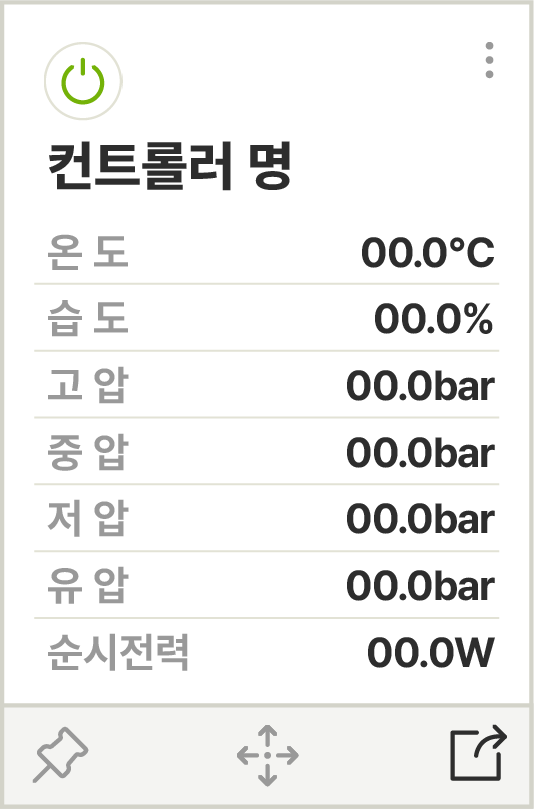 컨트롤러 명
온 도 00.0°C
습 도 00.0%
고 압 00.0bar
중 압 00.0bar
저 압 00.0bar
유 압 00.0bar
순시전력 00.0W